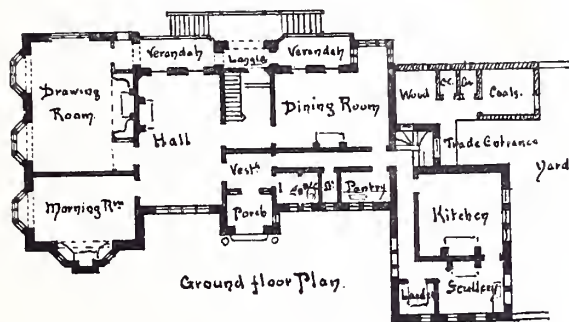 Verandah
Verandah
Loggia
Drawing
Room.
Hall
Dining Room
Wood
E.C.
Coals.
Trade Entrance
Yard
Vestb.
Porch
Pantry
Morning Rm
Kitchen
Larder
Scullery
Ground floor Plan.